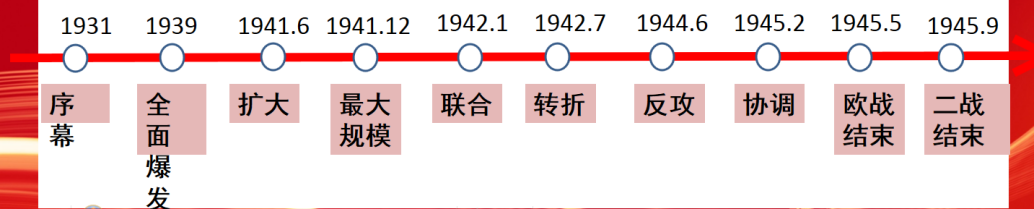 1931 1939 1941.6 1941.12 1942.1 1942.7 1944.6 1945.2 1945.5 1945.9
序
幕
全
面
爆
发
扩大
最大
规模
联合
转折
反攻
协调
欧战
结束
二战
结束